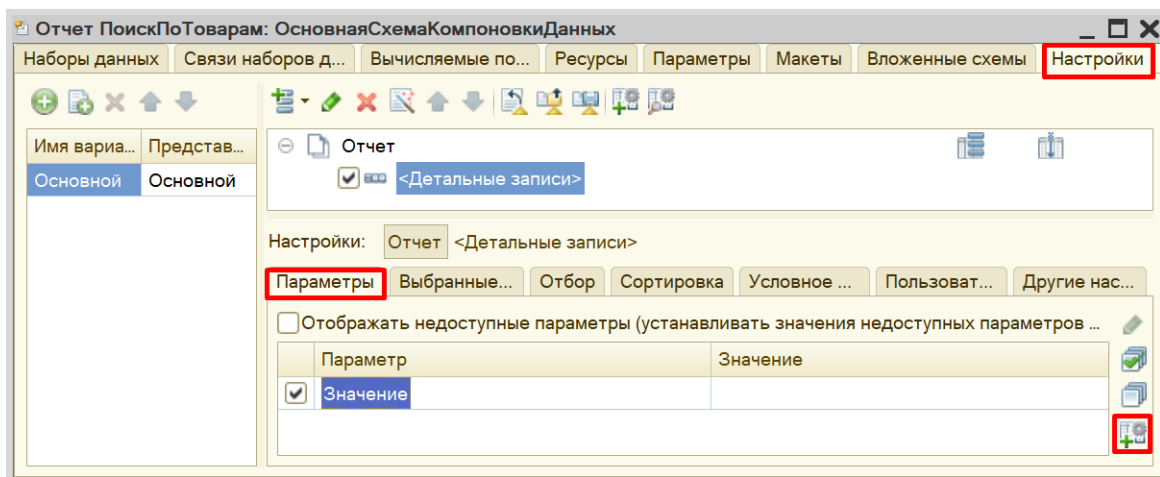 Отчет ПоискПоТоварам: ОсновнаяСхемаКомпоновкиДанных
Наборы данных Связи наборов д... Вычисляемые по... Ресурсы Параметры Макеты Вложенные схемы Настройки
Имя вариа... Представ...
Основной Основной
Отчет
<Детальные записи>
Настройки: Отчет <Детальные записи>
Параметры Выбранные... Отбор Сортировка Условное ... Пользоват... Другие нас...
Отображать недоступные параметры (устанавливать значения недоступных параметров ...
Параметр Значение
Значение